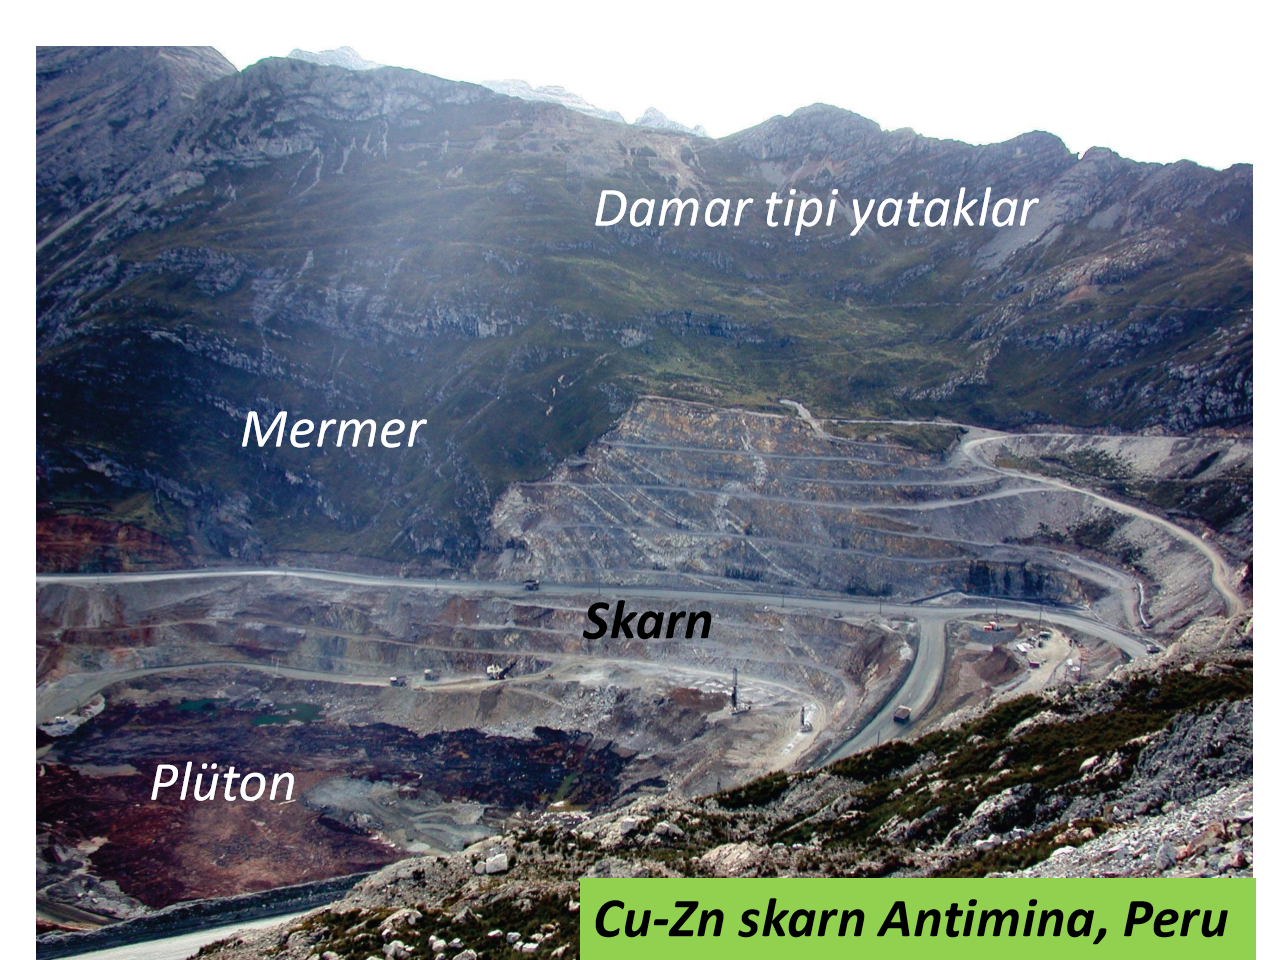 Damar tipi yataklar
Mermer
Skarn
Plüton
Cu-Zn skarn Antimina, Peru